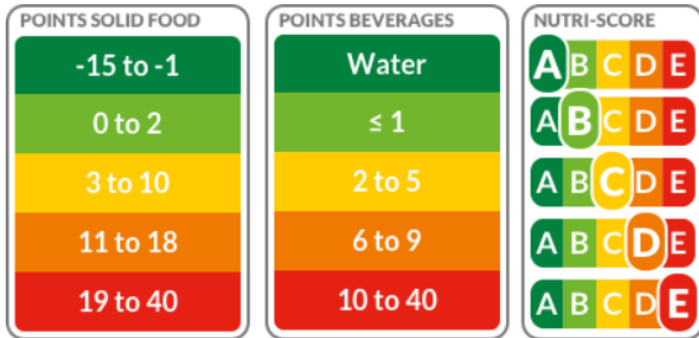 POINTS SOLID FOOD
-15 to -1
0 to 2
3 to 10
11 to 18
19 to 40
POINTS BEVERAGES
Water
≤ 1
2 to 5
6 to 9
10 to 40
NUTRI-SCORE
A B C D E
A B C D E
A B C D E
A B C D E
A B C D E